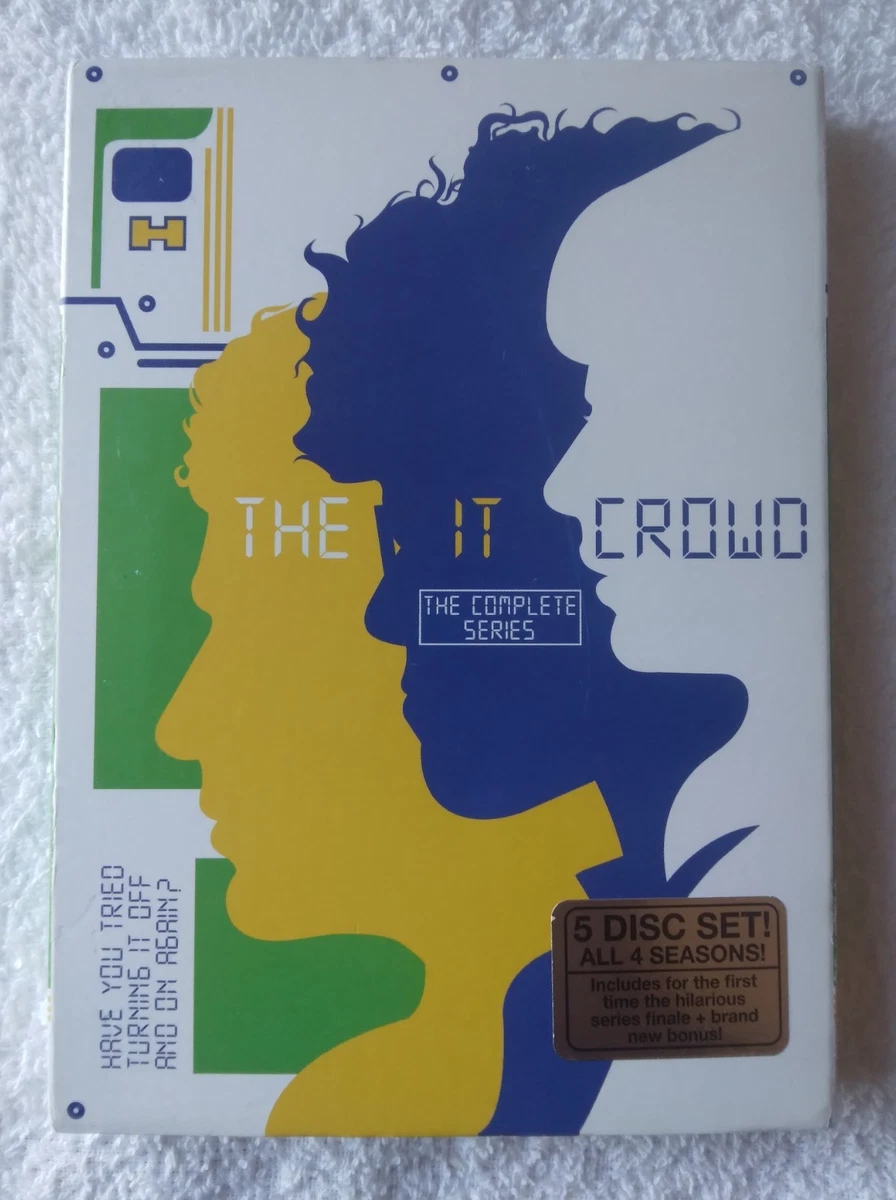 THE IT CROWD
THE COMPLETE
SERIES
HAVE YOU TRIED
TURNING IT OFF
AND ON AGAIN?
5 DISC SET!
ALL 4 SEASONS!
Includes for the first
time the hilarious
series finale + brand
new bonus!